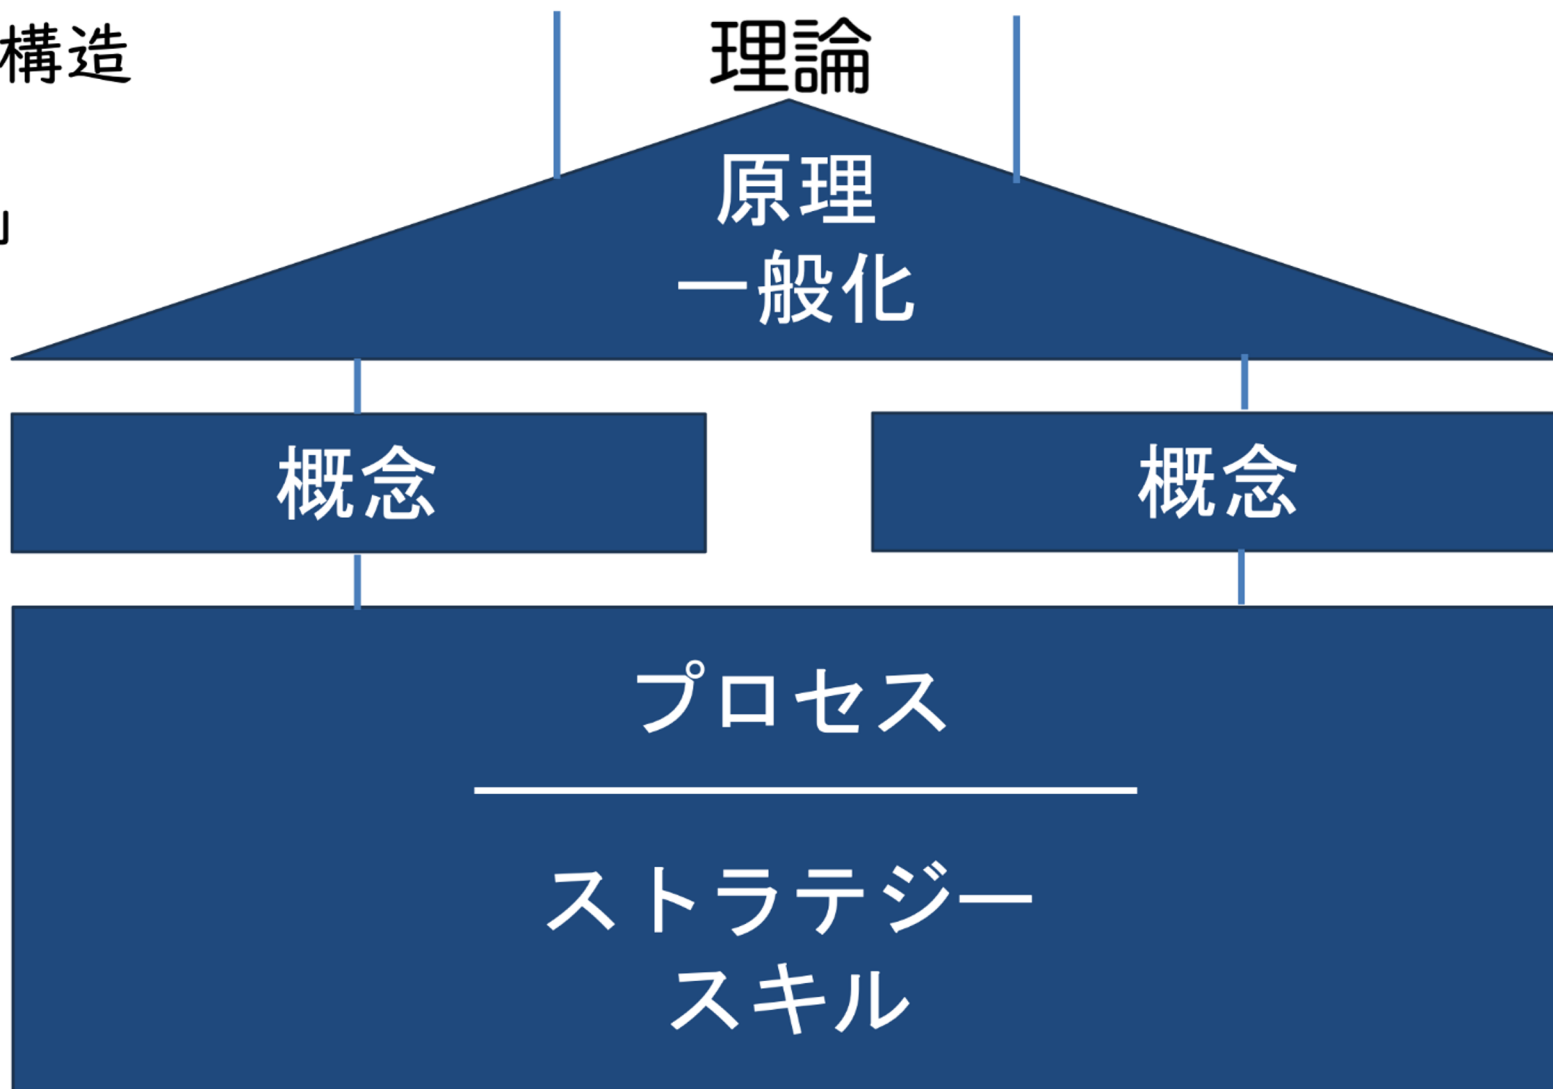 構造
理論
原理
一般化
概念
概念
プロセス
ストラテジー
スキル